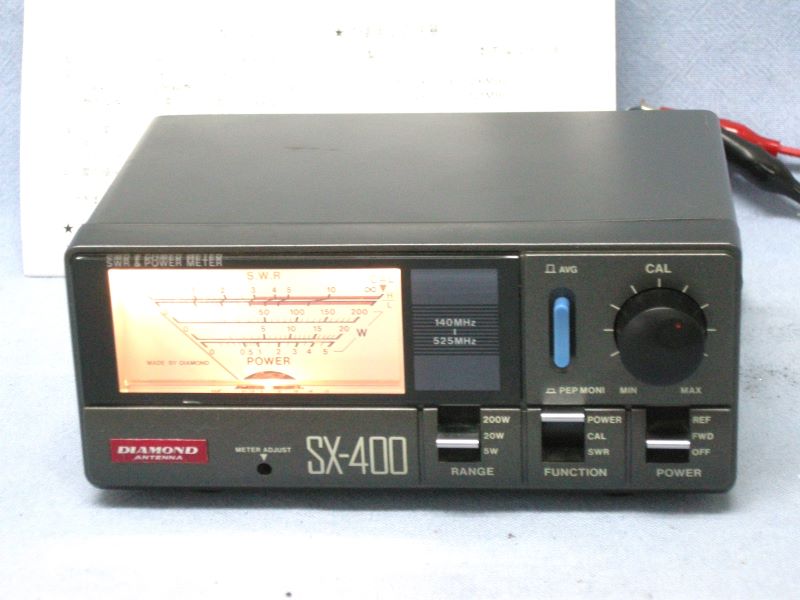 SWR & POWER METER
S.W.R
1 2 3 4 5 10
H
L
50 100 150 200
5 10 15 20
W
0
0 0.5 1 2 3 4 5
POWER
MADE BY DIAMOND
140MHz
525MHz
AVG
PEP MONI
CAL
MIN MAX
DIAMOND
ANTENNA
METER ADJUST
SX-400
200W
20W
5W
RANGE
POWER
CAL
SWR
FUNCTION
REF
FWD
OFF
POWER